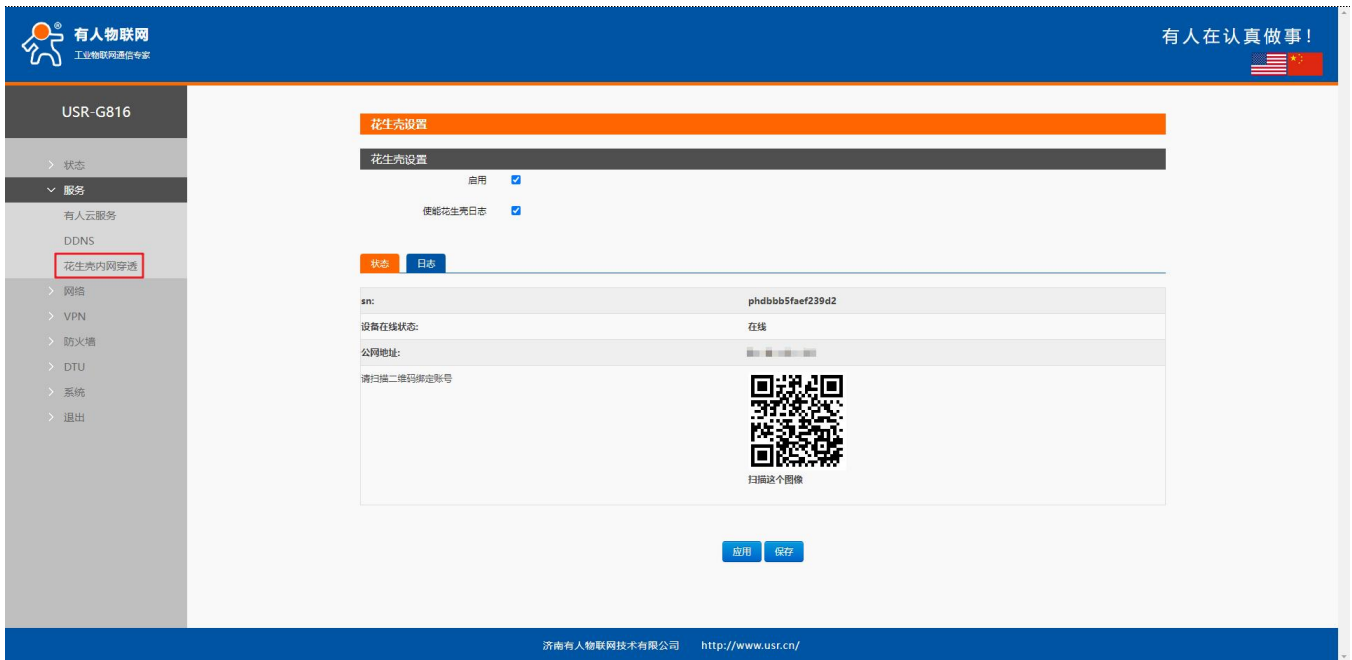 有人物联网
工业物联网通信专家
有人在认真做事！
USR-G816
状态
服务
有人云服务
DDNS
花生壳内网穿透
网络
VPN
防火墙
DTU
系统
退出
花生壳设置
花生壳设置
启用
使能花生壳日志
状态 日志
sn: phdbbb5faef239d2
设备在线状态: 在线
公网地址:
请扫描二维码绑定账号
扫描这个图像
应用 保存
济南有人物联网技术有限公司 http://www.usr.cn/